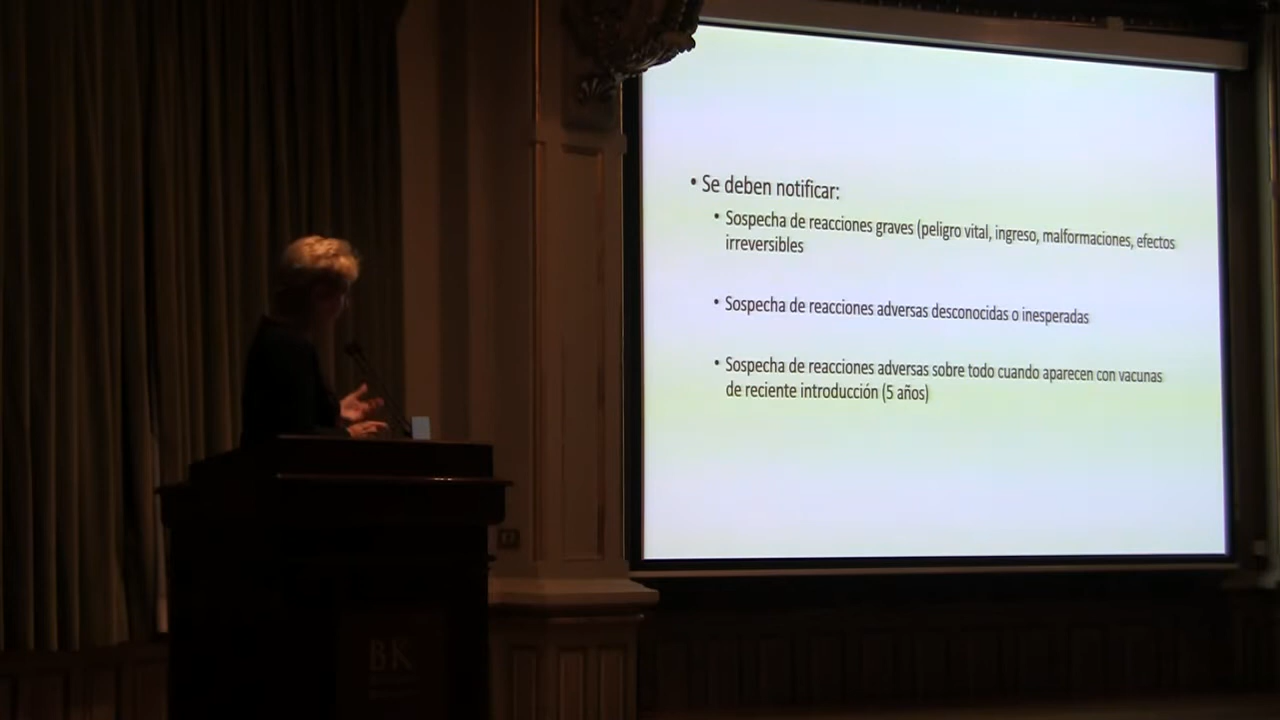 • Se deben notificar:
• Sospecha de reacciones graves (peligro vital, ingreso, malformaciones, efectos
irreversibles
• Sospecha de reacciones adversas desconocidas o inesperadas
• Sospecha de reacciones adversas sobre todo cuando aparecen con vacunas
de reciente introducción (5 años)
BK